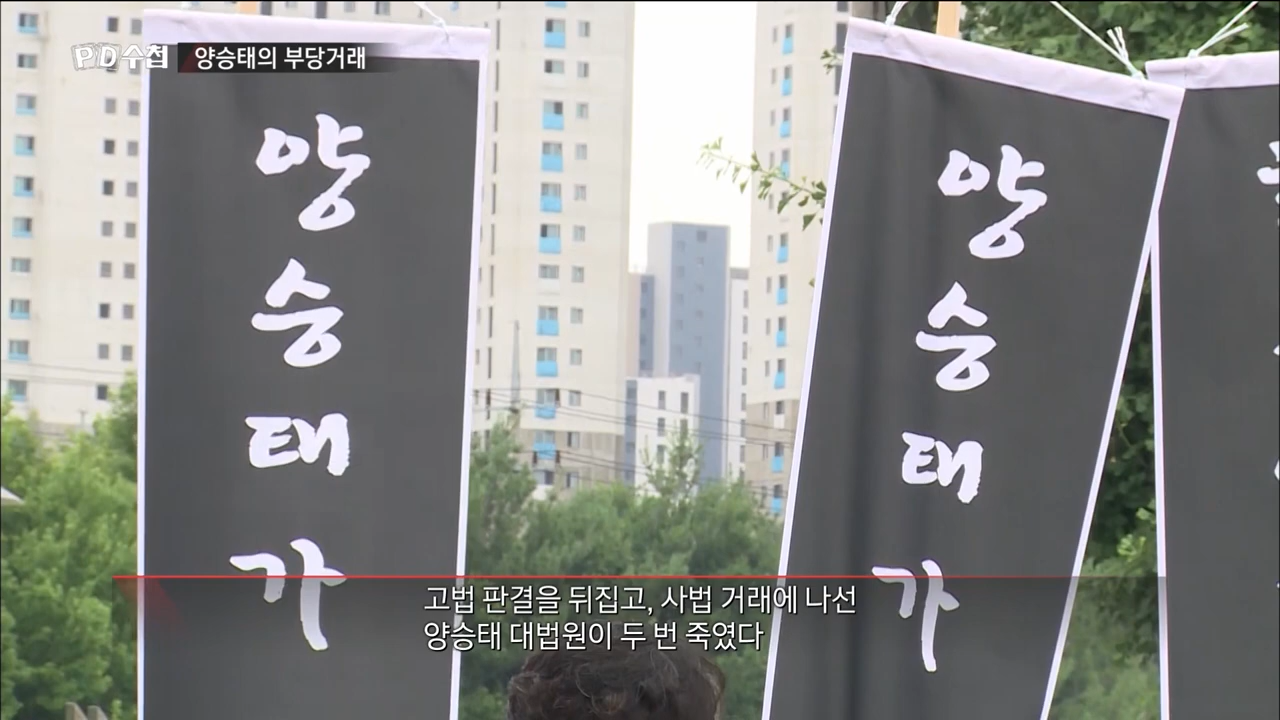 PD수첩
양승태의 부당거래
양승태가
양승태가
고법 판결을 뒤집고, 사법 거래에 나선
양승태 대법원이 두 번 죽였다